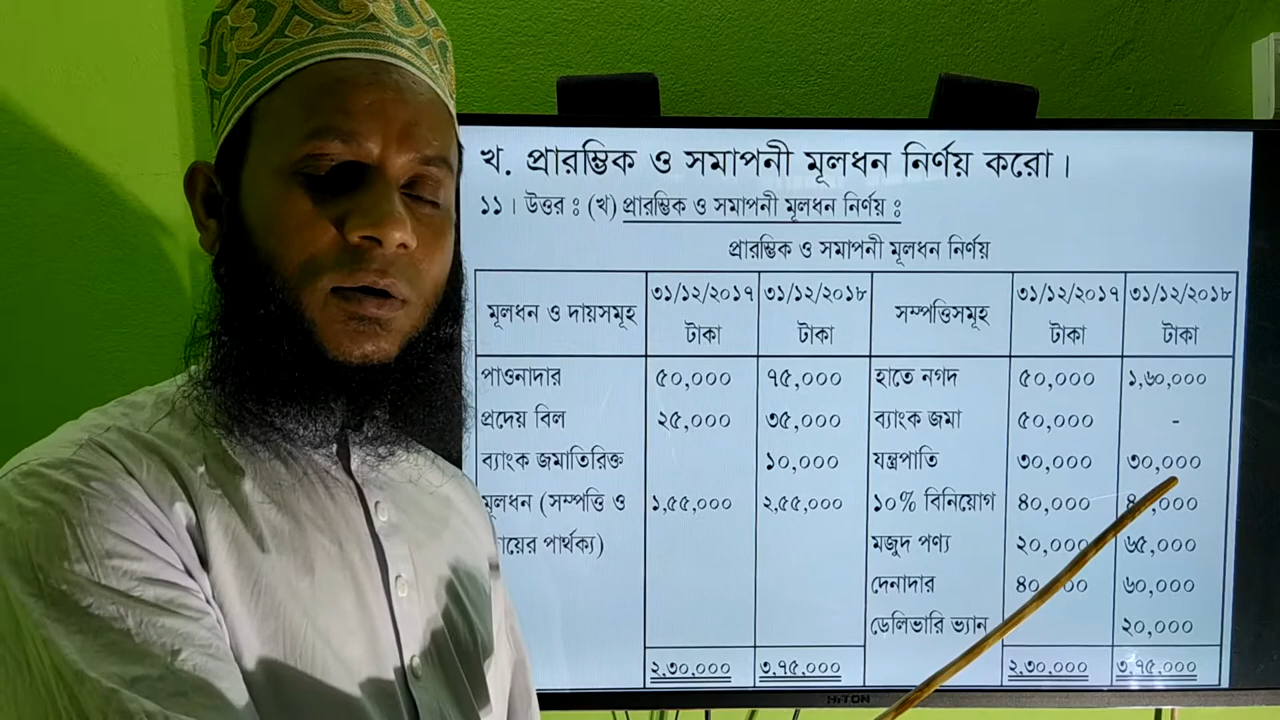 খ. প্রারম্ভিক ও সমাপনী মূলধন নির্ণয় করো।
১১। উত্তর ঃ (খ) প্রারম্ভিক ও সমাপনী মূলধন নির্ণয় ঃ
প্রারম্ভিক ও সমাপনী মূলধন নির্ণয়
মূলধন ও দায়সমূহ ৩১/১২/২০১৭ টাকা ৩১/১২/২০১৮ টাকা সম্পত্তিসমূহ ৩১/১২/২০১৭ টাকা ৩১/১২/২০১৮ টাকা
পাওনাদার ৫০,০০০ ৭৫,০০০ হাতে নগদ ৫০,০০০ ১,৬০,০০০
প্রদেয় বিল ২৫,০০০ ৩৫,০০০ ব্যাংক জমা ৫০,০০০ -
ব্যাংক জমাতিরিক্ত ১০,০০০ যন্ত্রপাতি ৩০,০০০ ৩০,০০০
মূলধন (সম্পত্তি ও ১,৫৫,০০০ ২,৫৫,০০০ ১০% বিনিয়োগ ৪০,০০০
পার্থক্য) মজুদ পণ্য ২০,০০০ ৬৫,০০০
দেনাদার ৬০,০০০
ডেলিভারি ভ্যান ২০,০০০
২,৩০,০০০ ৩,৭৫,০০০ ২,৩০,০০০ ৩,৭৫,০০০
HiTON